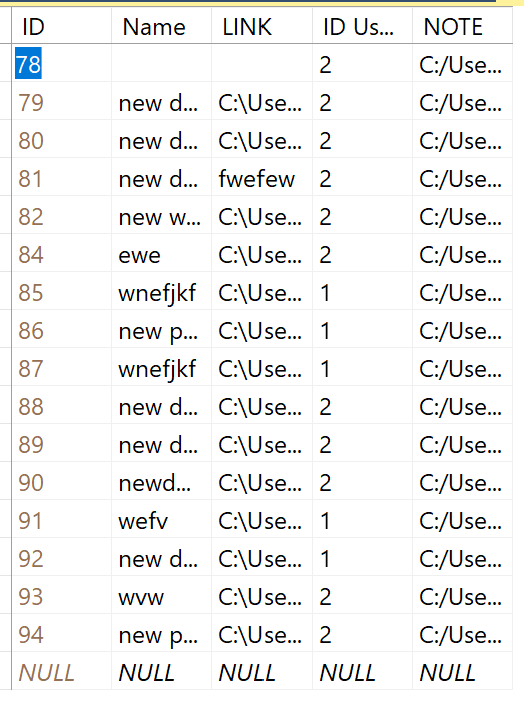 ID Name LINK ID Us... NOTE
78 2 C:/Use...
79 new d... C:\Use... 2 C:/Use...
80 new d... C:\Use... 2 C:/Use...
81 new d... fwefew 2 C:/Use...
82 new w... C:\Use... 2 C:/Use...
84 ewe C:\Use... 2 C:/Use...
85 wnefjkf C:\Use... 1 C:/Use...
86 new p... C:\Use... 1 C:/Use...
87 wnefjkf C:\Use... 1 C:/Use...
88 new d... C:\Use... 2 C:/Use...
89 new d... C:\Use... 2 C:/Use...
90 newd... C:\Use... 2 C:/Use...
91 wefv C:\Use... 1 C:/Use...
92 new d... C:\Use... 1 C:/Use...
93 wvw C:\Use... 2 C:/Use...
94 new p... C:\Use... 2 C:/Use...
NULL NULL NULL NULL NULL